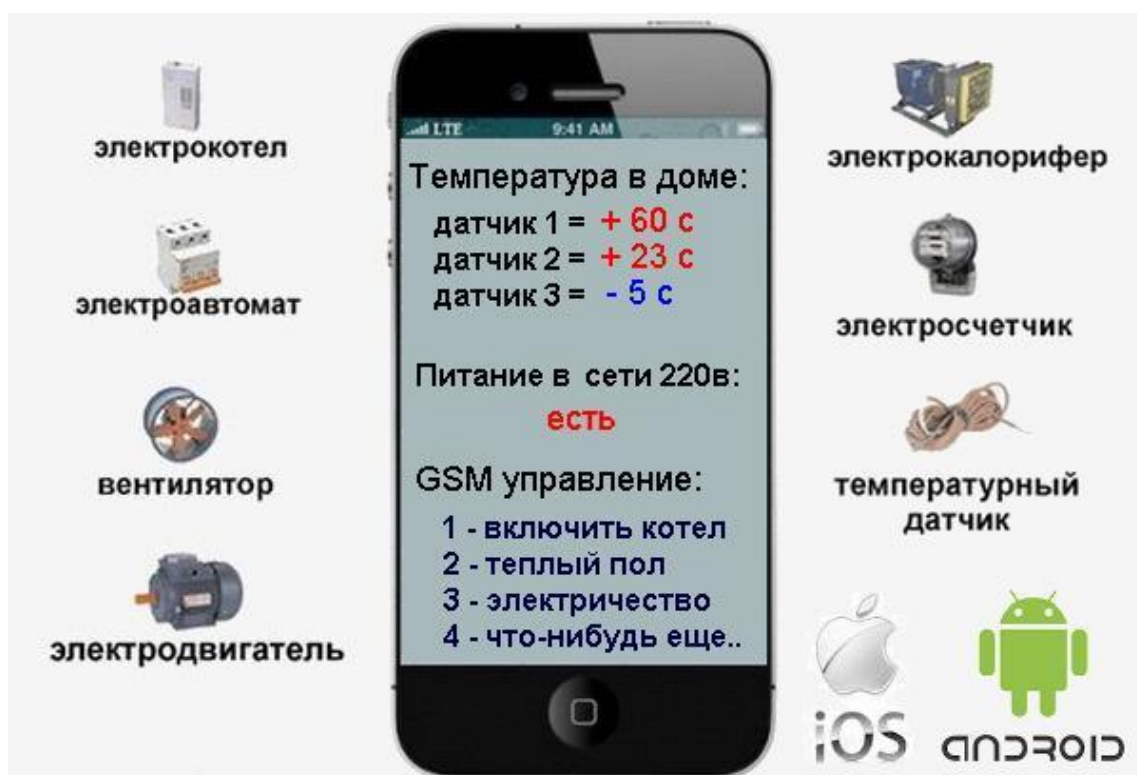 электрокотел
электроавтомат
вентилятор
электродвигатель
LTE 9:41 AM
Температура в доме:
датчик 1 = + 60 с
датчик 2 = + 23 с
датчик 3 = - 5 с
Питание в сети 220в:
есть
GSM управление:
1 - включить котел
2 - теплый пол
3 - электричество
4 - что-нибудь еще..
электрокалорифер
электросчетчик
температурный
датчик
iOS
android